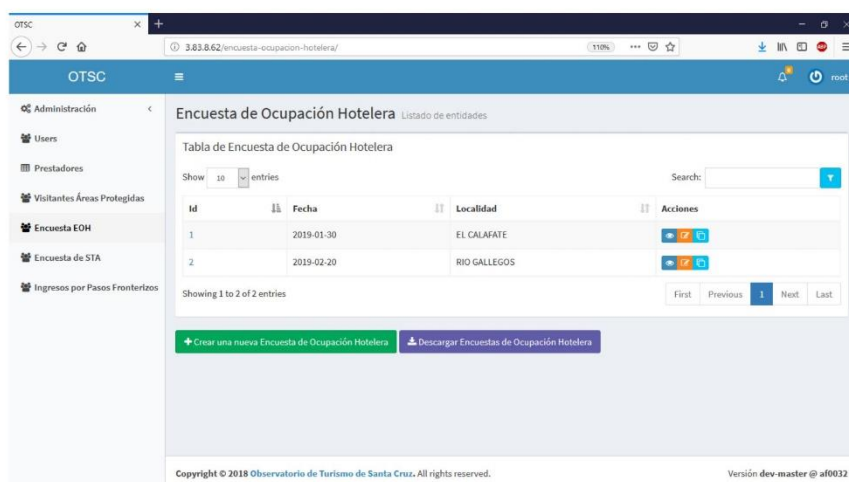 OTSC
3.83.8.62/encuesta-ocupacion-hotelera/
110%
OTSC
root
Administración
Users
Prestadores
Visitantes Áreas Protegidas
Encuesta EOH
Encuesta de STA
Ingresos por Pasos Fronterizos
Encuesta de Ocupación Hotelera Listado de entidades
Tabla de Encuesta de Ocupación Hotelera
Show 10 entries
Search:
Id Fecha Localidad Acciones
1 2019-01-30 EL CALAFATE
2 2019-02-20 RIO GALLEGOS
Showing 1 to 2 of 2 entries
First Previous 1 Next Last
Crear una nueva Encuesta de Ocupación Hotelera
Descargar Encuestas de Ocupación Hotelera
Copyright © 2018 Observatorio de Turismo de Santa Cruz. All rights reserved.
Versión dev-master @ af0032